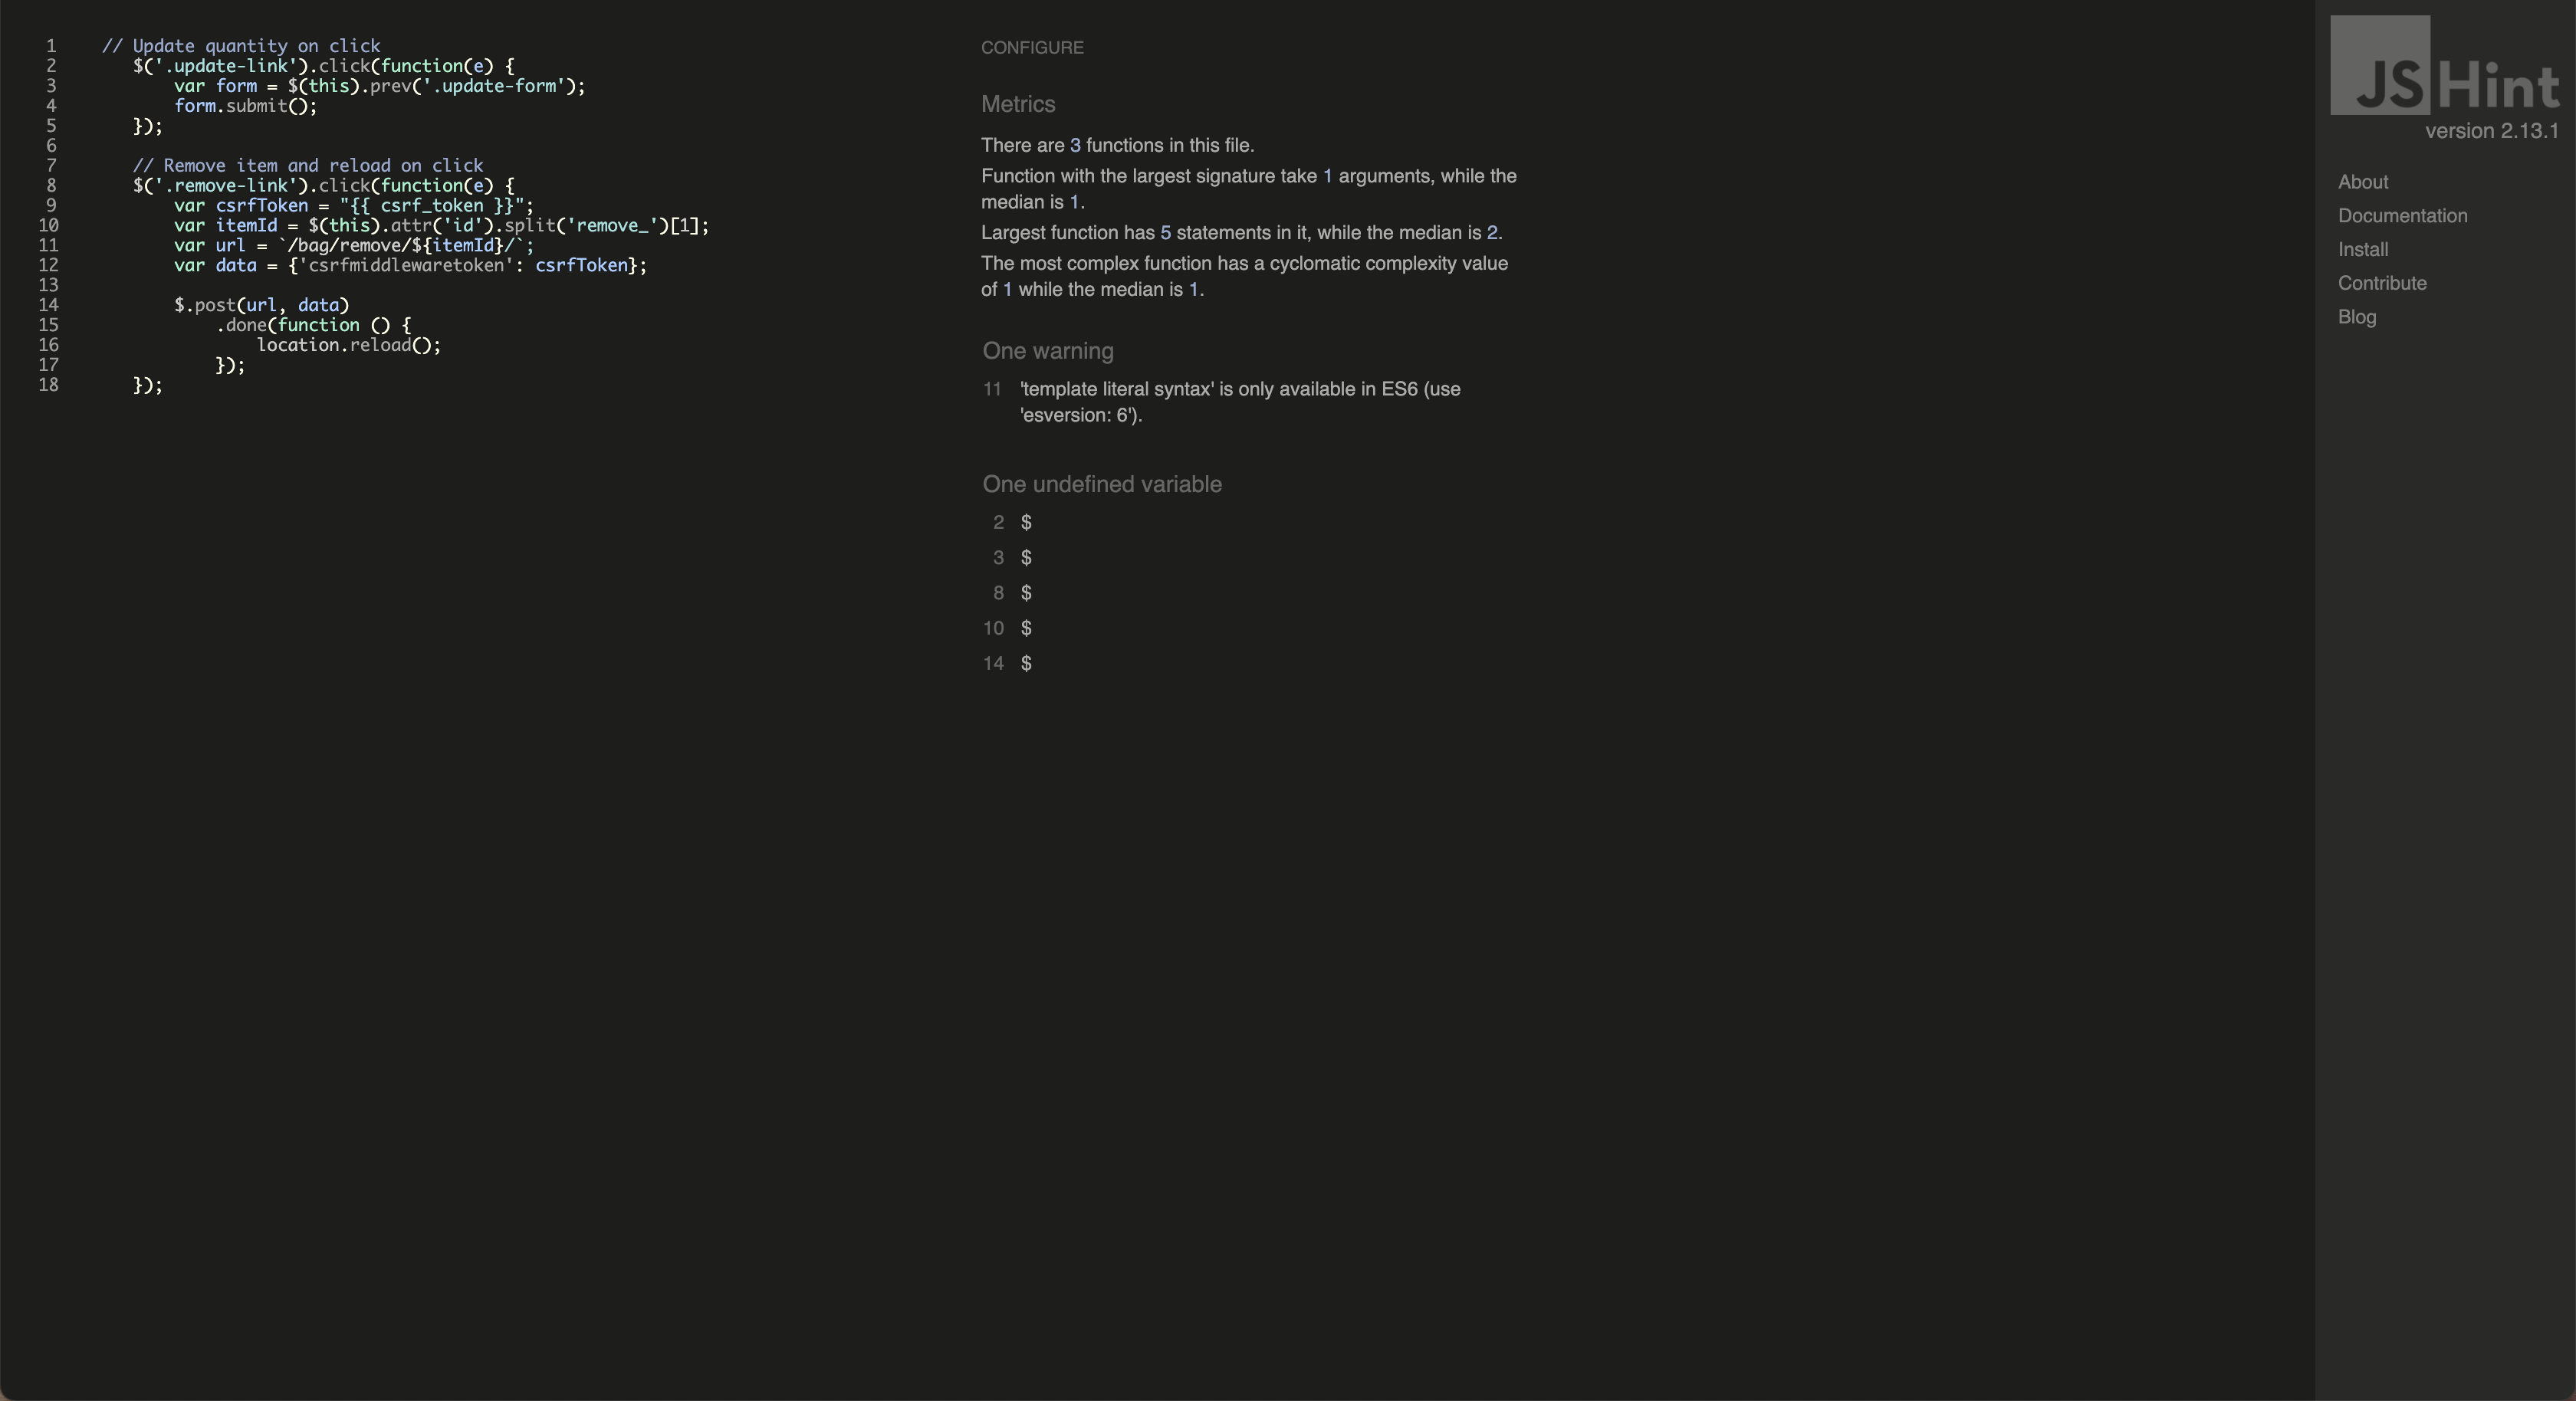 1 // Update quantity on click
2 $('.update-link').click(function(e) {
3 var form = $(this).prev('.update-form');
4 form.submit();
5 });
6
7 // Remove item and reload on click
8 $('.remove-link').click(function(e) {
9 var csrfToken = "{{ csrf_token }}";
10 var itemId = $(this).attr('id').split('remove_')[1];
11 var url = `/bag/remove/${itemId}/`;
12 var data = {'csrfmiddlewaretoken': csrfToken};
13
14 $.post(url, data)
15 .done(function () {
16 location.reload();
17 });
18 });
CONFIGURE
Metrics
There are 3 functions in this file.
Function with the largest signature take 1 arguments, while the
median is 1.
Largest function has 5 statements in it, while the median is 2.
The most complex function has a cyclomatic complexity value
of 1 while the median is 1.
One warning
11 'template literal syntax' is only available in ES6 (use
'esversion: 6').
One undefined variable
2 $
3 $
8 $
10 $
14 $
JSHint
version 2.13.1
About
Documentation
Install
Contribute
Blog